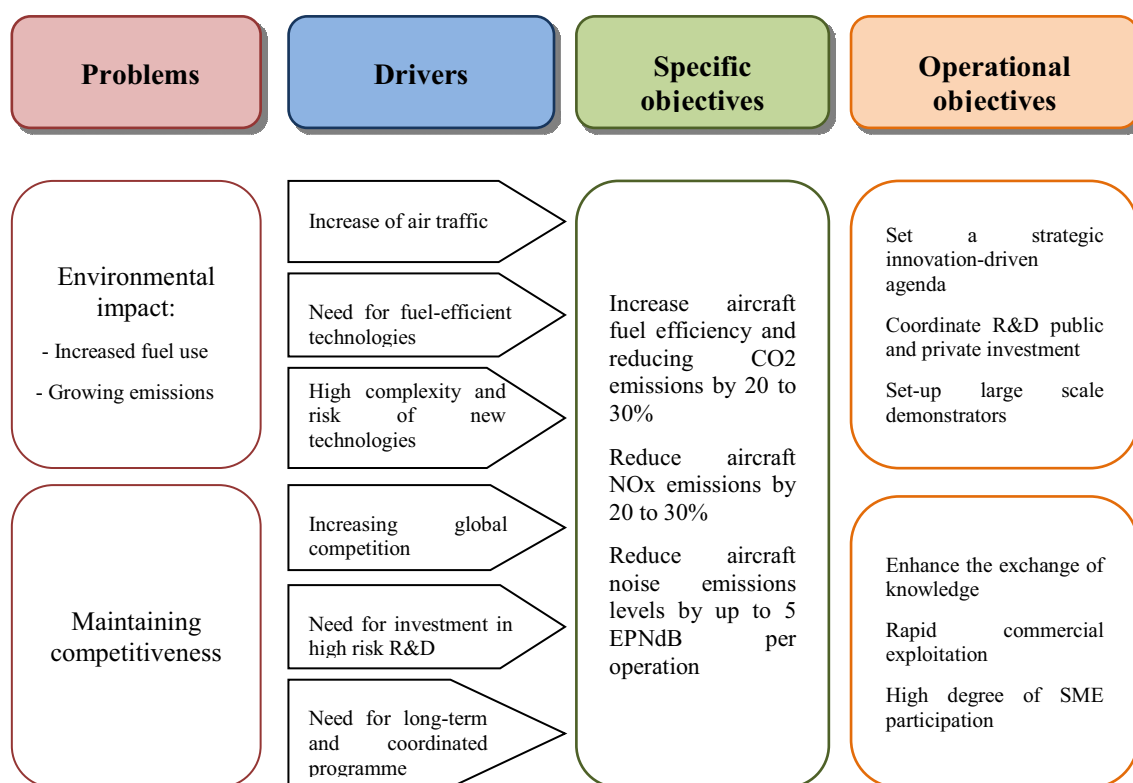 Problems
Drivers
Specific
objectives
Operational
objectives
Environmental
impact:
- Increased fuel use
- Growing emissions
Maintaining
competitiveness
Increase of air traffic
Need for fuel-efficient
technologies
High complexity and
risk of new
technologies
Increasing global
competition
Need for investment in
high risk R&D
Need for long-term
and coordinated
programme
Increase aircraft
fuel efficiency and
reducing CO2
emissions by 20 to
30%
Reduce aircraft
NOx emissions by
20 to 30%
Reduce aircraft
noise emissions
levels by up to 5
EPNdB per
operation
Set a strategic
innovation-driven
agenda
Coordinate R&D public
and private investment
Set-up large scale
demonstrators
Enhance the exchange of
knowledge
Rapid commercial
exploitation
High degree of SME
participation